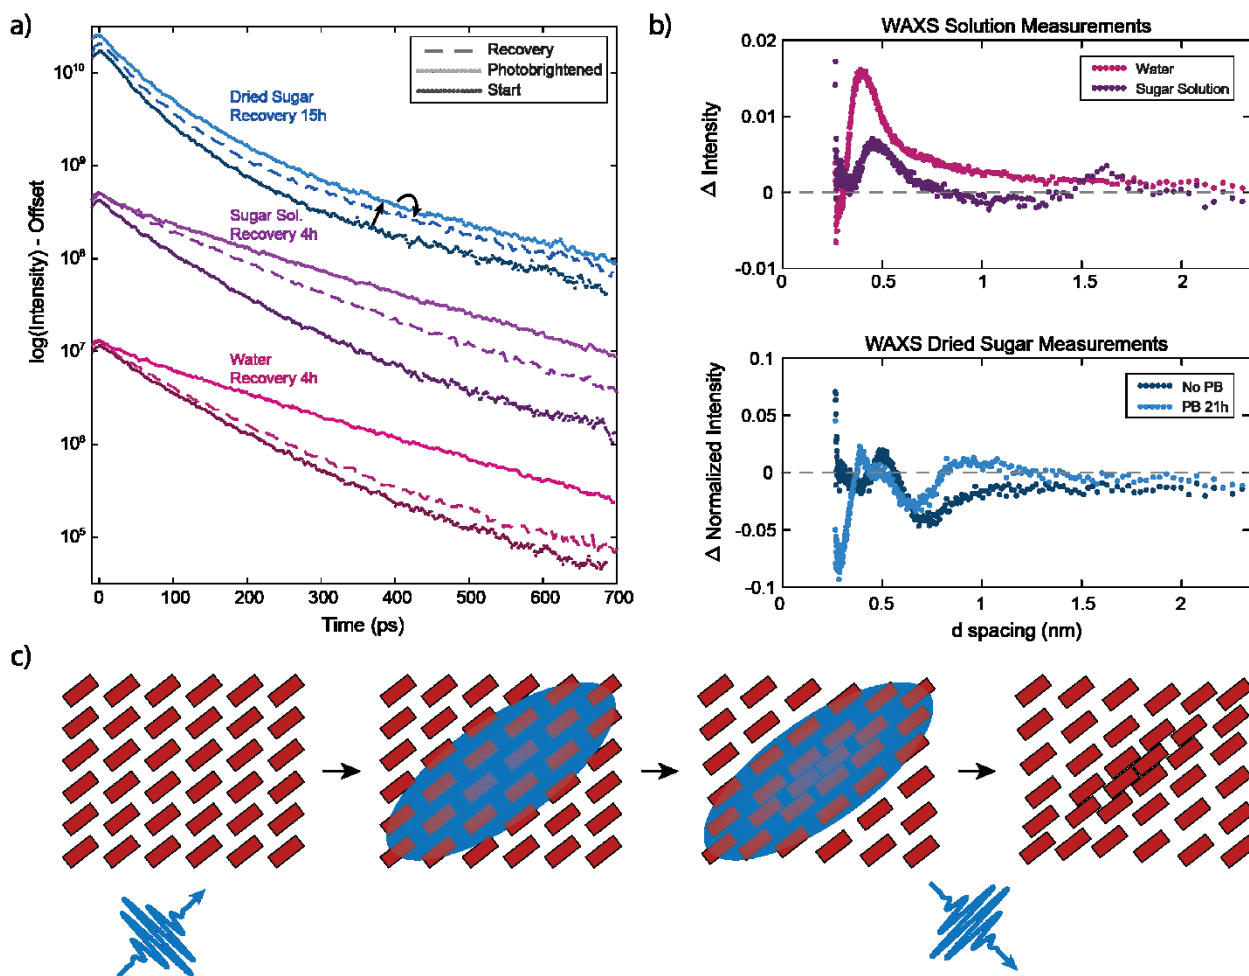 a)
log(Intensity) - Offset
10¹⁰
10⁹
10⁸
10⁷
10⁶
10⁵
Recovery
Photobrightened
Start
Dried Sugar
Recovery 15h
Sugar Sol.
Recovery 4h
Water
Recovery 4h
0 100 200 300 400 500 600 700
Time (ps)
b)
WAXS Solution Measurements
Δ Intensity
0.02
0.01
0
-0.01
Water
Sugar Solution
0 0.5 1 1.5 2
WAXS Dried Sugar Measurements
Δ Normalized Intensity
0.1
0.05
0
-0.05
-0.1
No PB
PB 21h
0 0.5 1 1.5 2
d spacing (nm)
c)